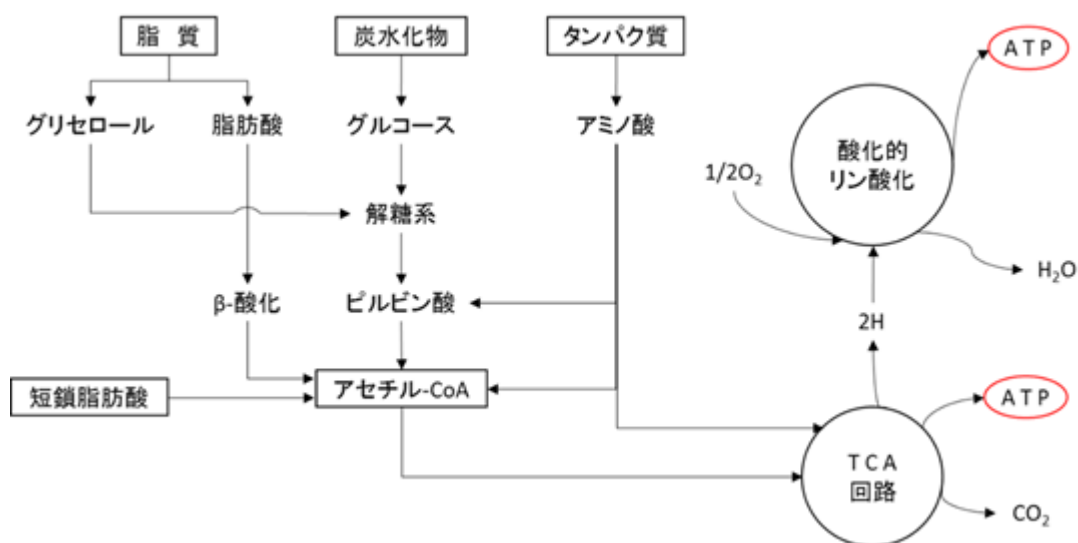 脂 質
炭水化物
タンパク質
ATP
グリセロール
脂肪酸
グルコース
アミノ酸
酸化的
リン酸化
1/2O₂
解糖系
H₂O
β-酸化
ピルビン酸
2H
短鎖脂肪酸
アセチル-CoA
ATP
TCA
回路
CO₂